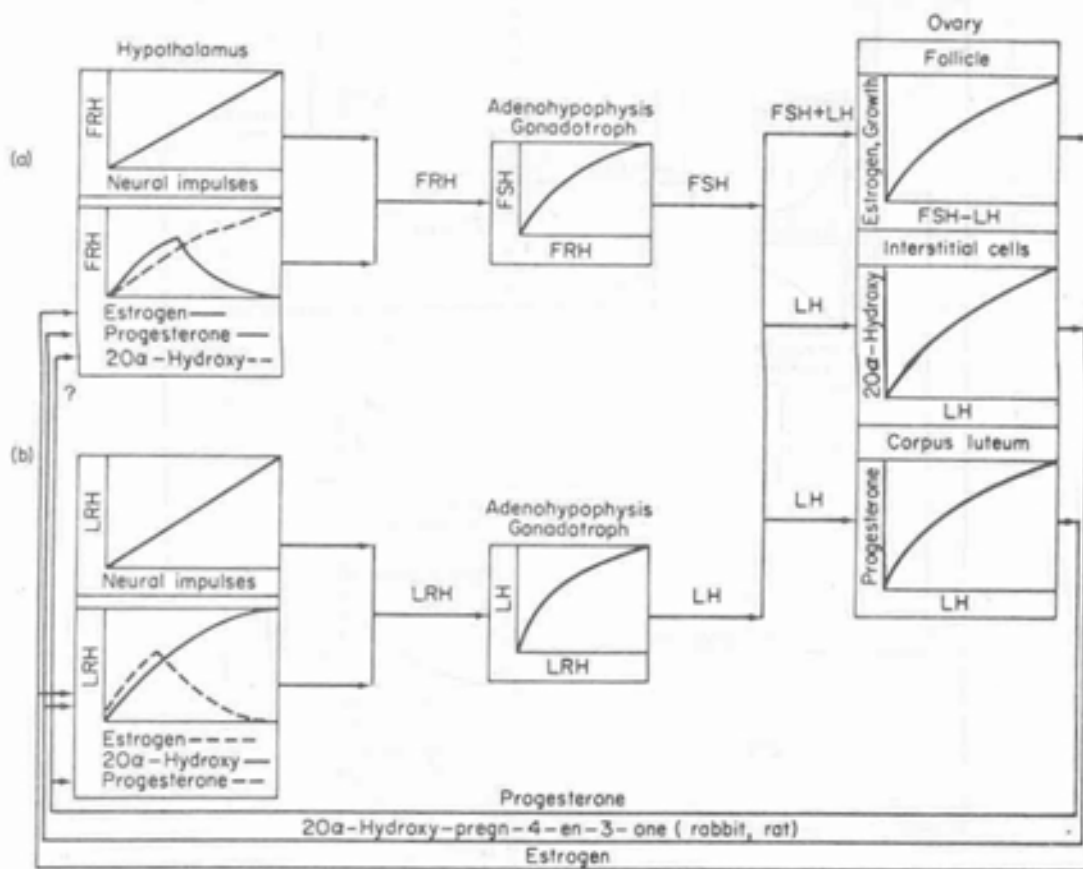 Hypothalamus
(a)
FRH
Neural impulses
FRH
Estrogen
Progesterone
20α-Hydroxy
?
FRH
Adenohypophysis
Gonadotroph
FSH
FRH
FSH
FSH+LH
LH
LH
Ovary
Follicle
Estrogen, Growth
FSH-LH
Interstitial cells
20α-Hydroxy
LH
Corpus luteum
Progesterone
LH
(b)
LRH
Neural impulses
LRH
Estrogen
20α-Hydroxy
Progesterone
LRH
Adenohypophysis
Gonadotroph
LH
LRH
LH
Progesterone
20α-Hydroxy-pregn-4-en-3-one (rabbit, rat)
Estrogen